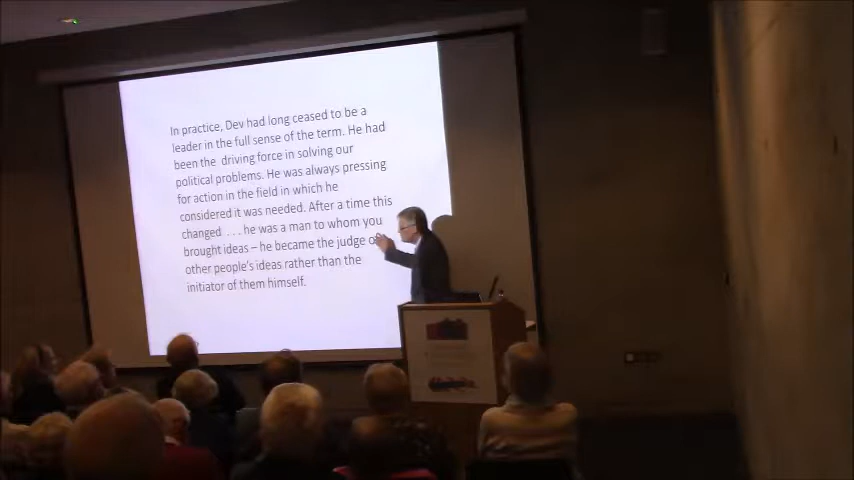 In practice, Dev had long ceased to be a
leader in the full sense of the term. He had
been the driving force in solving our
political problems. He was always pressing
for action in the field in which he
considered it was needed. After a time this
changed . . . he was a man to whom you
brought ideas – he became the judge
other people's ideas rather than the
initiator of them himself.